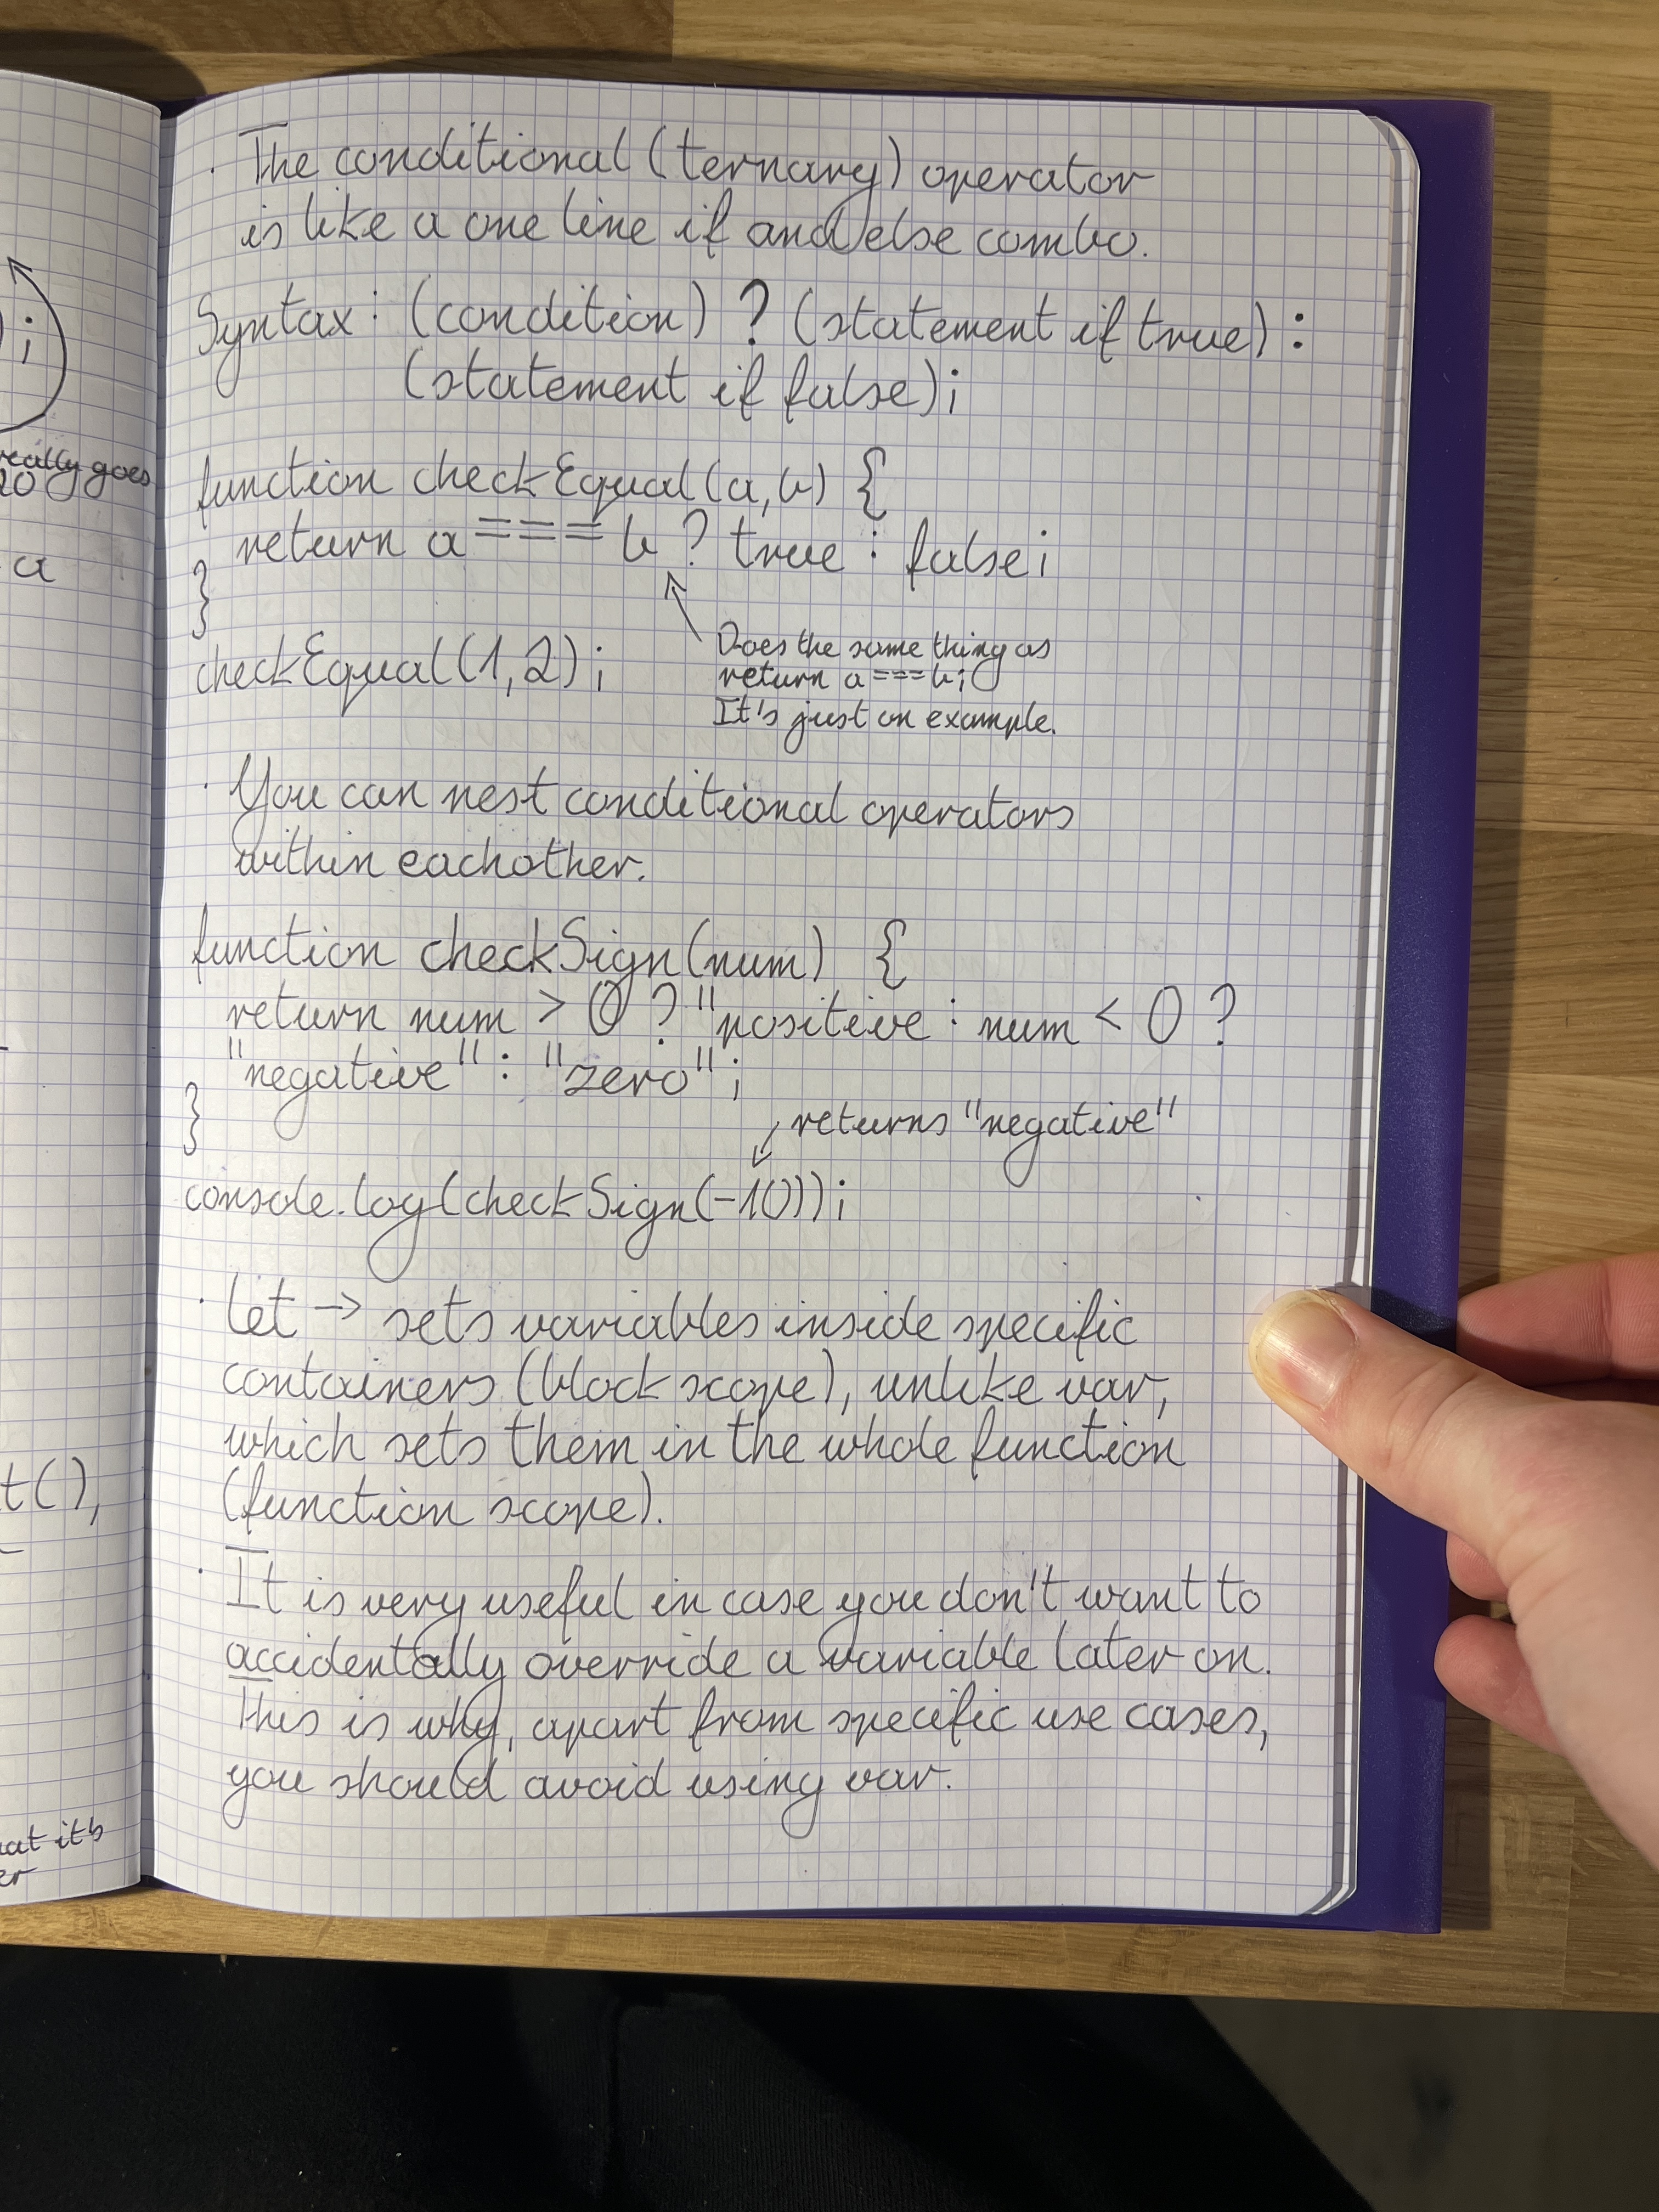 i
really goes
20
a
t(),
hat it's
er
· The conditional (ternary) operator
is like a one line if and else combo.
Syntax: (condition) ? (statement if true) :
(statement if false);
function checkEqual(a,b) {
return a === b ? true : false;
}
checkEqual(1,2);
Does the same thing as
return a === b;
It's just an example.
· You can nest conditional operators
within eachother.
function checkSign(num) {
return num > 0 ? "positive : num < 0 ?
"negative" : "zero";
}
returns "negative"
console.log(checkSign(-10));
· let → sets variables inside specific
containers (block scope), unlike var,
which sets them in the whole function
(function scope).
· It is very useful in case you don't want to
accidentally override a variable later on.
This is why, apart from specific use cases,
you should avoid using var.